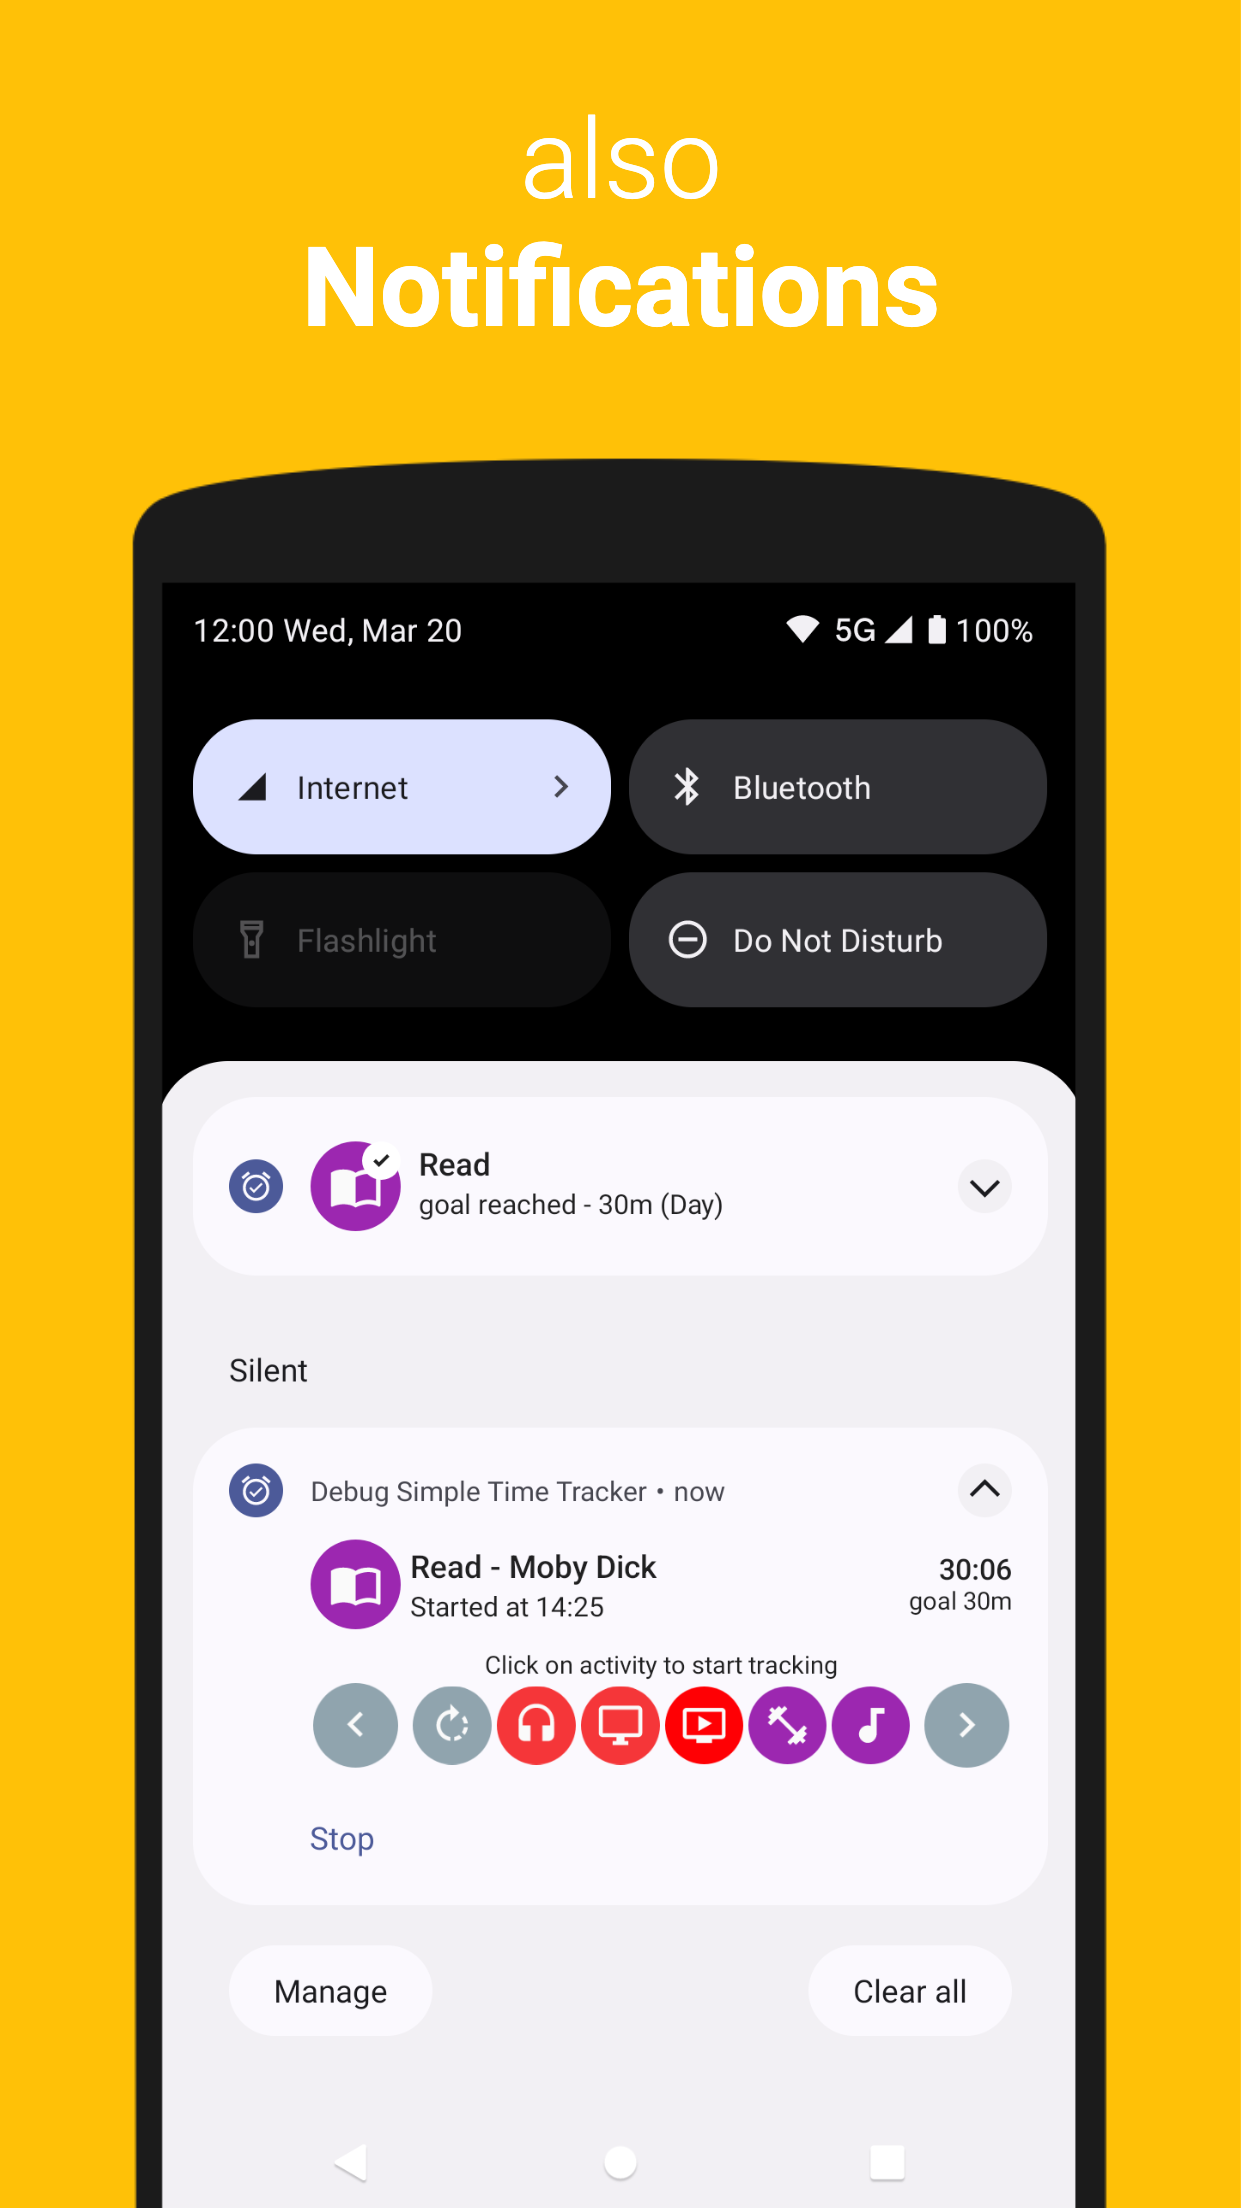 also
Notifications
12:00 Wed, Mar 20
5G 100%
Internet
Bluetooth
Flashlight
Do Not Disturb
Read
goal reached - 30m (Day)
Silent
Debug Simple Time Tracker • now
Read - Moby Dick
30:06
Started at 14:25
goal 30m
Click on activity to start tracking
Stop
Manage
Clear all